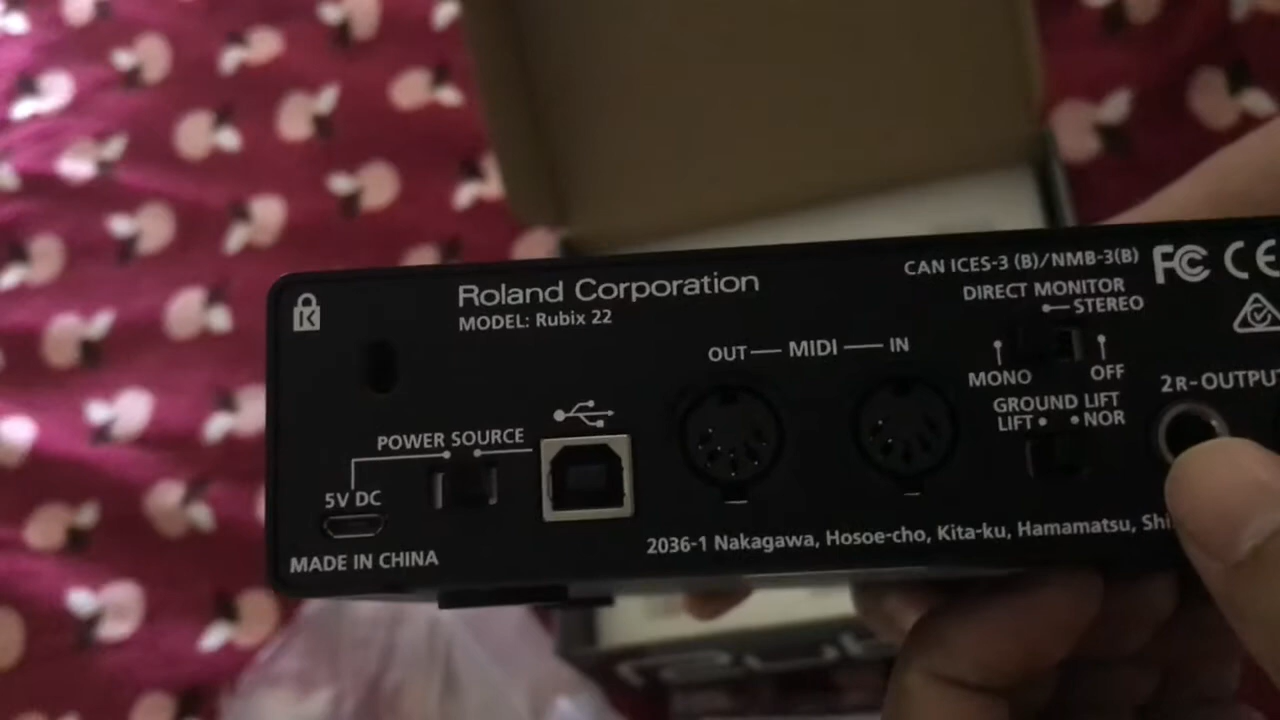 Roland Corporation
MODEL: Rubix 22
CAN ICES-3 (B)/NMB-3(B)
FC CE
DIRECT MONITOR
STEREO
MONO
OFF
OUT MIDI IN
GROUND LIFT
LIFT NOR
2R-OUTPUT
POWER SOURCE
5V DC
MADE IN CHINA
2036-1 Nakagawa, Hosoe-cho, Kita-ku, Hamamatsu,